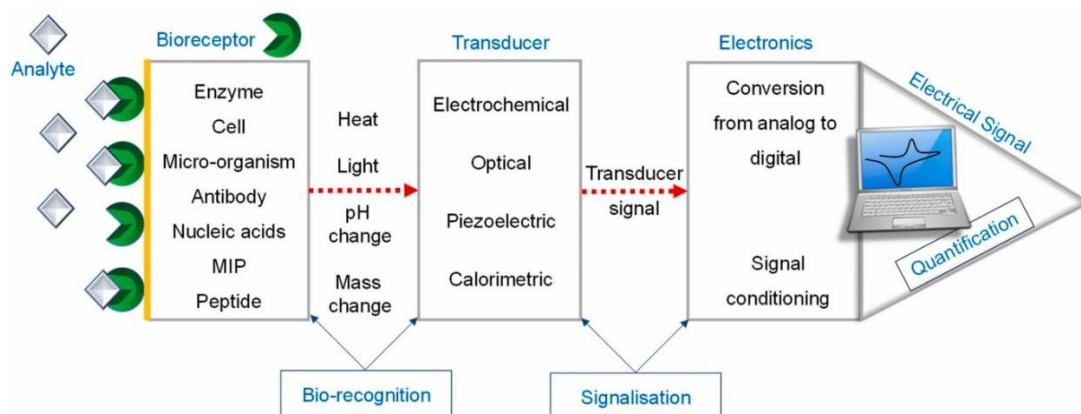 Analyte
Bioreceptor
Enzyme
Cell
Micro-organism
Antibody
Nucleic acids
MIP
Peptide
Heat
Light
pH
change
Mass
change
Transducer
Electrochemical
Optical
Piezoelectric
Calorimetric
Transducer
signal
Electronics
Conversion
from analog to
digital
Signal
conditioning
Electrical Signal
Quantification
Bio-recognition
Signalisation